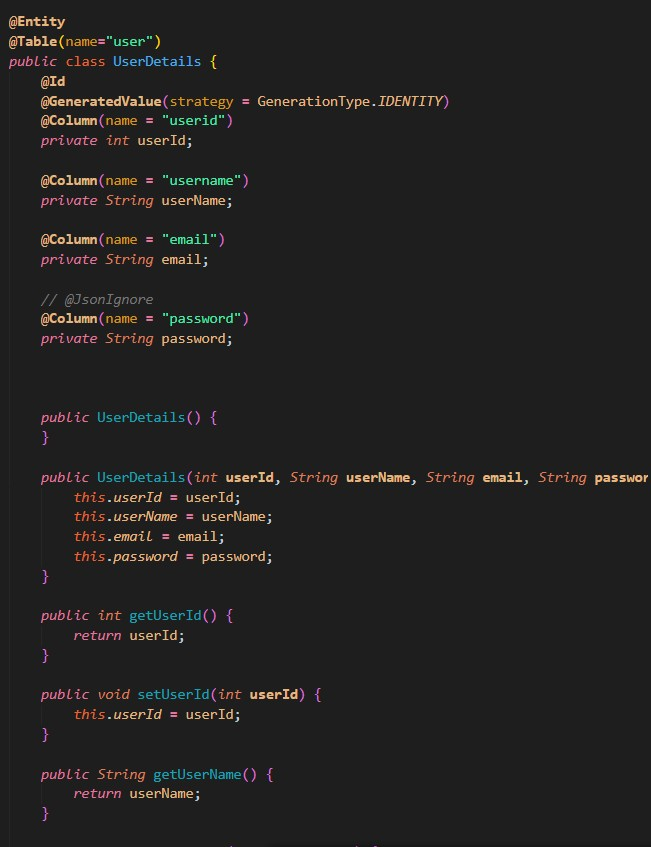 @Entity
@Table(name="user")
public class UserDetails {
@Id
@GeneratedValue(strategy = GenerationType.IDENTITY)
@Column(name = "userid")
private int userId;
@Column(name = "username")
private String userName;
@Column(name = "email")
private String email;
// @JsonIgnore
@Column(name = "password")
private String password;
public UserDetails() {
}
public UserDetails(int userId, String userName, String email, String passwor
this.userId = userId;
this.userName = userName;
this.email = email;
this.password = password;
}
public int getUserId() {
return userId;
}
public void setUserId(int userId) {
this.userId = userId;
}
public String getUserName() {
return userName;
}